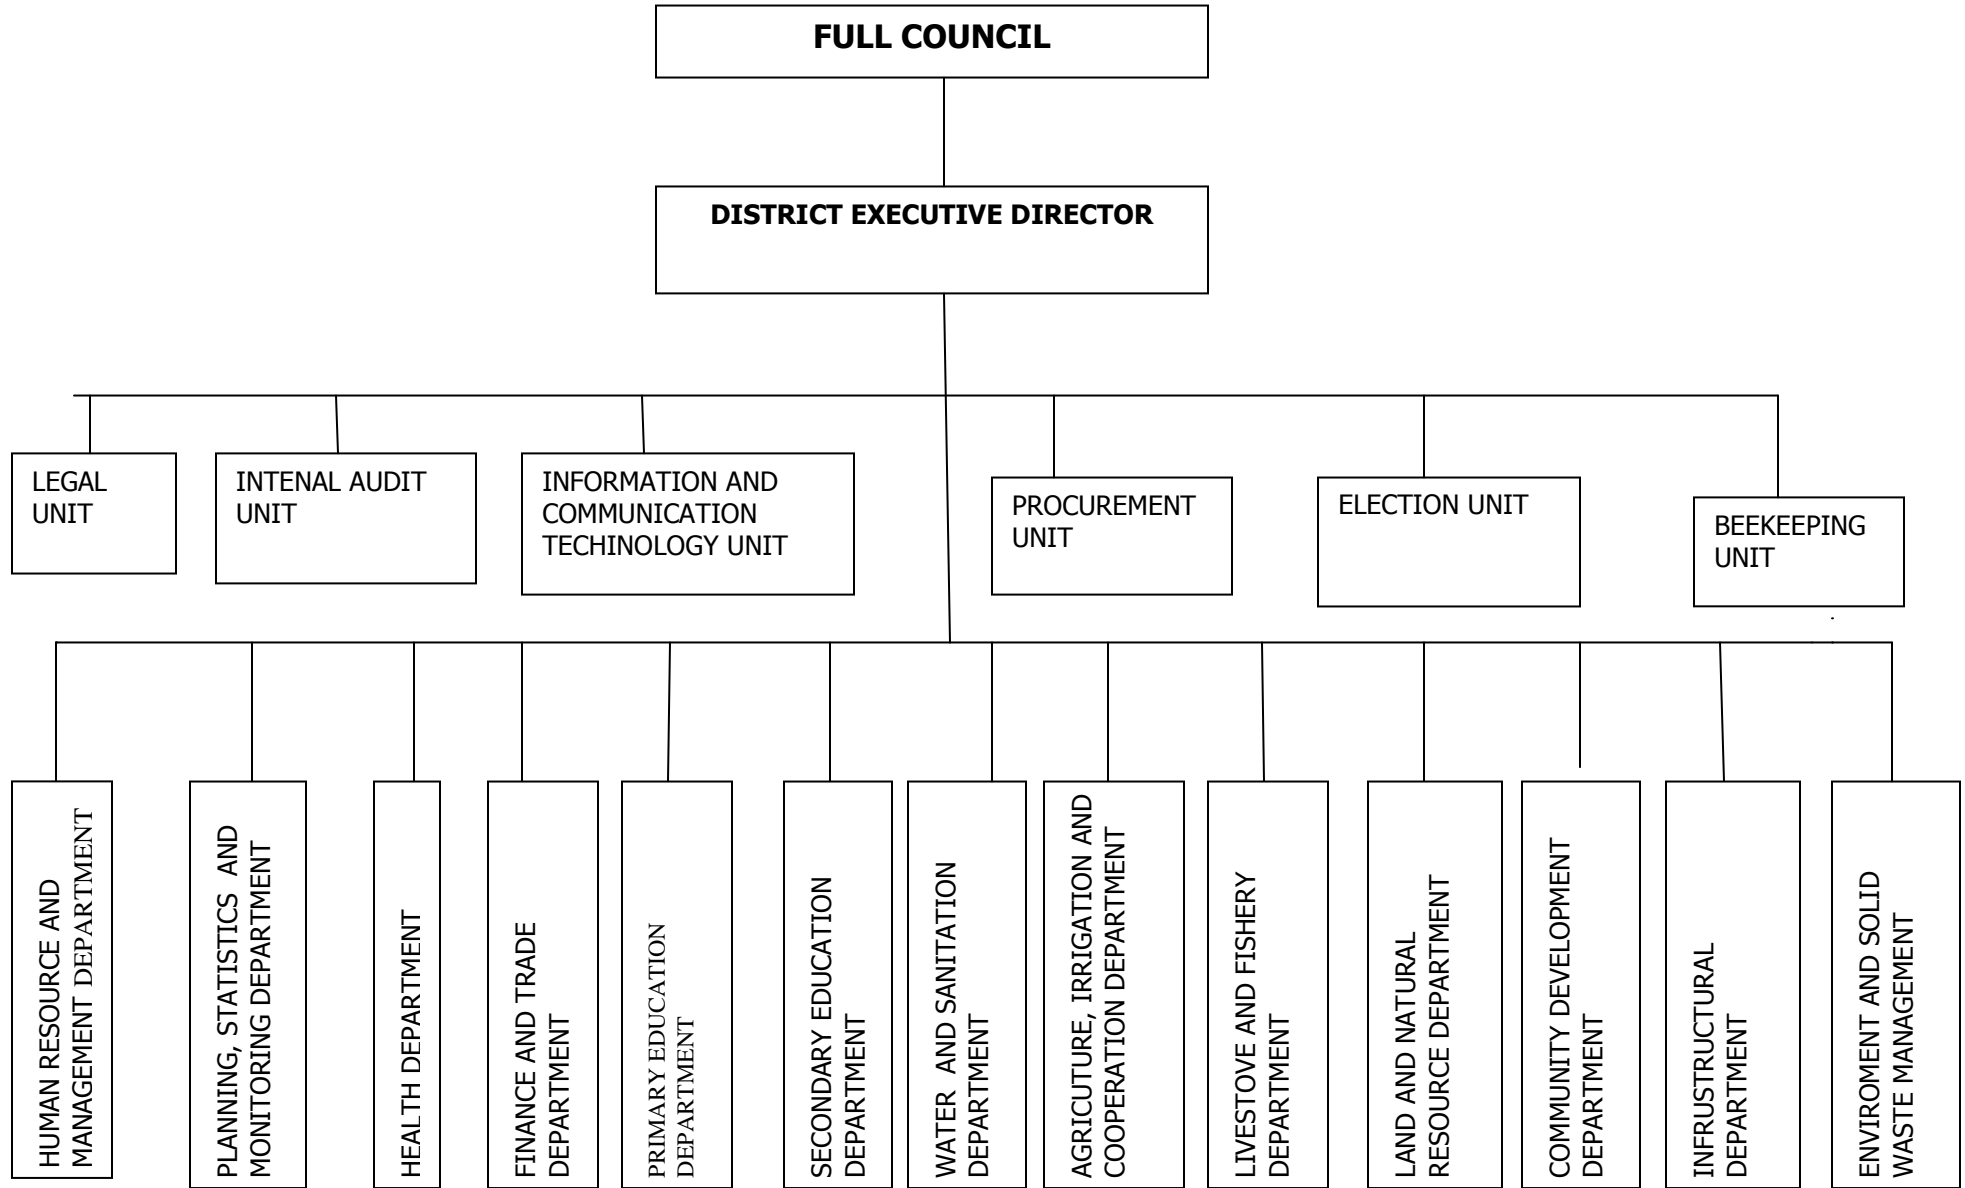 FULL COUNCIL
DISTRICT EXECUTIVE DIRECTOR
LEGAL
UNIT
INTENAL AUDIT
UNIT
INFORMATION AND
COMMUNICATION
TECHINOLOGY UNIT
PROCUREMENT
UNIT
ELECTION UNIT
BEEKEEPING
UNIT
HUMAN RESOURCE AND
MANAGEMENT DEPARTMENT
PLANNING, STATISTICS AND
MONITORING DEPARTMENT
HEALTH DEPARTMENT
FINANCE AND TRADE
DEPARTMENT
PRIMARY EDUCATION
DEPARTMENT
SECONDARY EDUCATION
DEPARTMENT
WATER AND SANITATION
DEPARTMENT
AGRICUTURE, IRRIGATION AND
COOPERATION DEPARTMENT
LIVESTOVE AND FISHERY
DEPARTMENT
LAND AND NATURAL
RESOURCE DEPARTMENT
COMMUNITY DEVELOPMENT
DEPARTMENT
INFRUSTRUCTURAL
DEPARTMENT
ENVIROMENT AND SOLID
WASTE MANAGEMENT